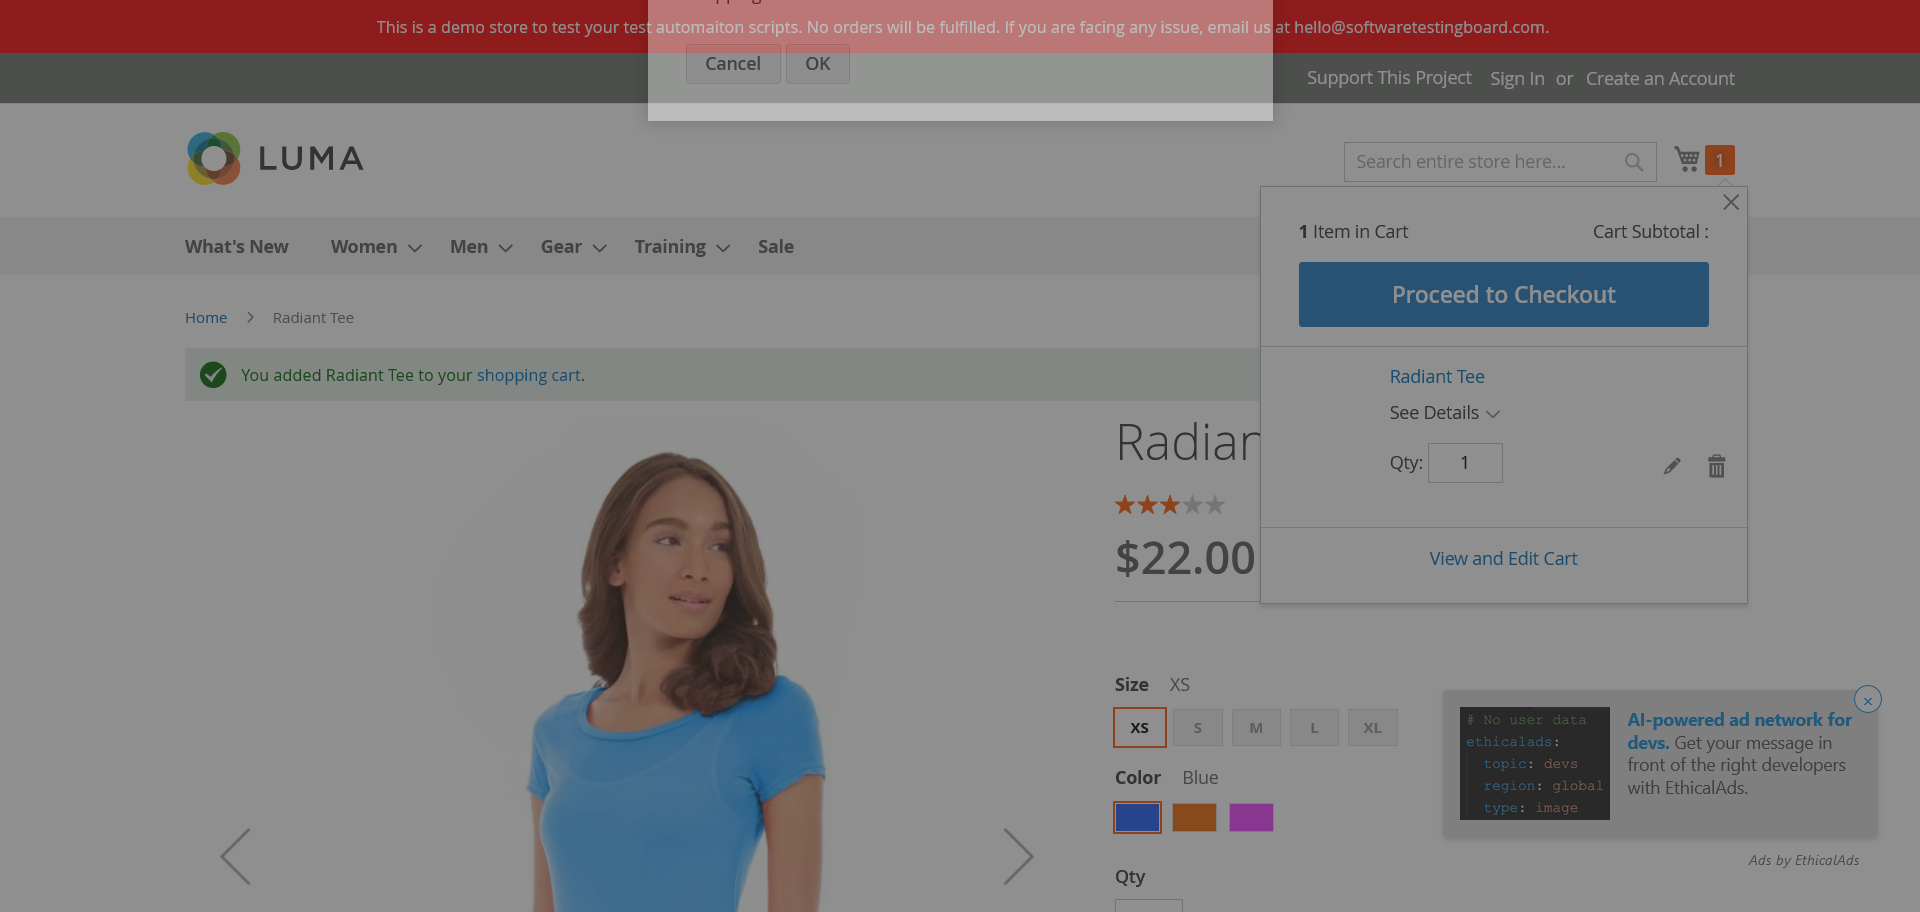 This is a demo store to test your test automaiton scripts. No orders will be fulfilled. If you are facing any issue, email us at hello@softwaretestingboard.com.
Cancel OK
Support This Project Sign In or Create an Account
LUMA
Search entire store here...
1
What's New Women Men Gear Training Sale
1 Item in Cart Cart Subtotal :
Proceed to Checkout
Home Radiant Tee
You added Radiant Tee to your shopping cart.
Radiant Tee
See Details
Qty: 1
View and Edit Cart
Radian
$22.00
Size XS
XS S M L XL
Color Blue
Qty
# No user data
ethicalads:
topic: devs
region: global
type: image
AI-powered ad network for
devs. Get your message in
front of the right developers
with EthicalAds.
Ads by EthicalAds